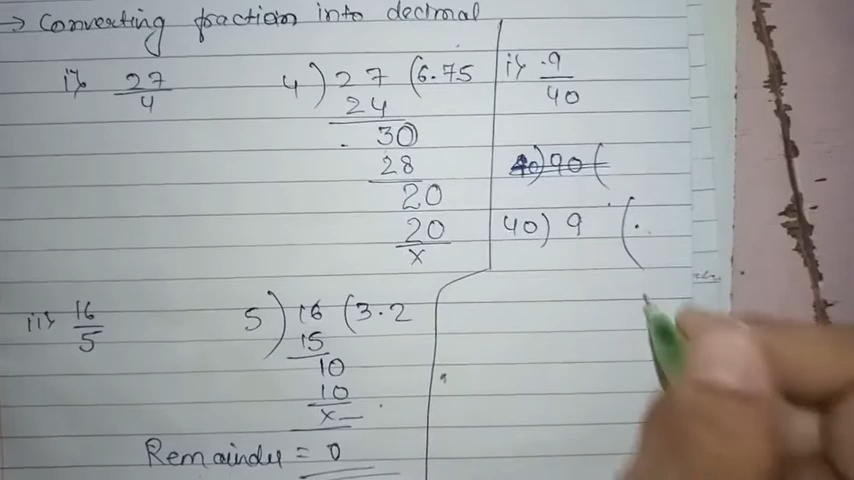 → Converting fraction into decimal
i} 27/4
4) 27 (6.75
24
30
28
20
20
x
ii} 16/5
5) 16 (3.2
15
10
10
x
Remainder = 0
i} .9/40
40) 90 (
40) 9 (.